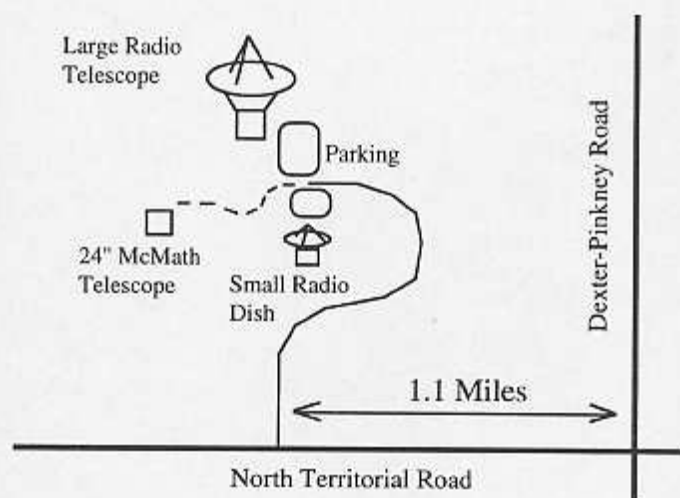 Large Radio
Telescope
Parking
Dexter-Pinkney Road
24" McMath
Telescope
Small Radio
Dish
1.1 Miles
North Territorial Road